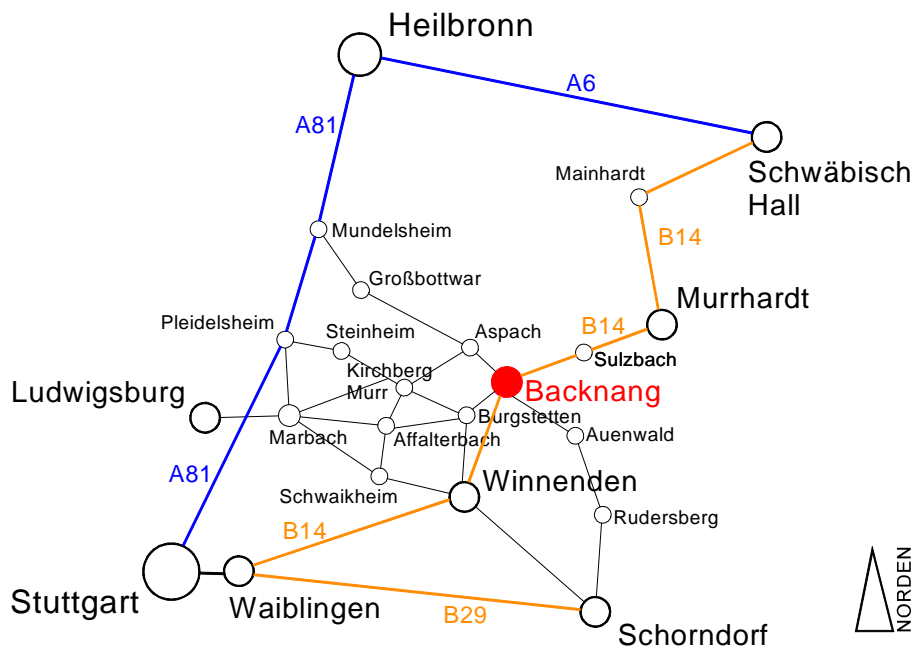 Heilbronn
A6
A81
Schwäbisch
Hall
Mainhardt
Mundelsheim
B14
Großbottwar
Murrhardt
Pleidelsheim
Steinheim
Aspach
B14
Sulzbach
Kirchberg
Murr
Ludwigsburg
Backnang
Burgstetten
Marbach
Affalterbach
Auenwald
A81
Schwaikheim
Winnenden
Rudersberg
B14
Stuttgart
Waiblingen
B29
Schorndorf
NORDEN